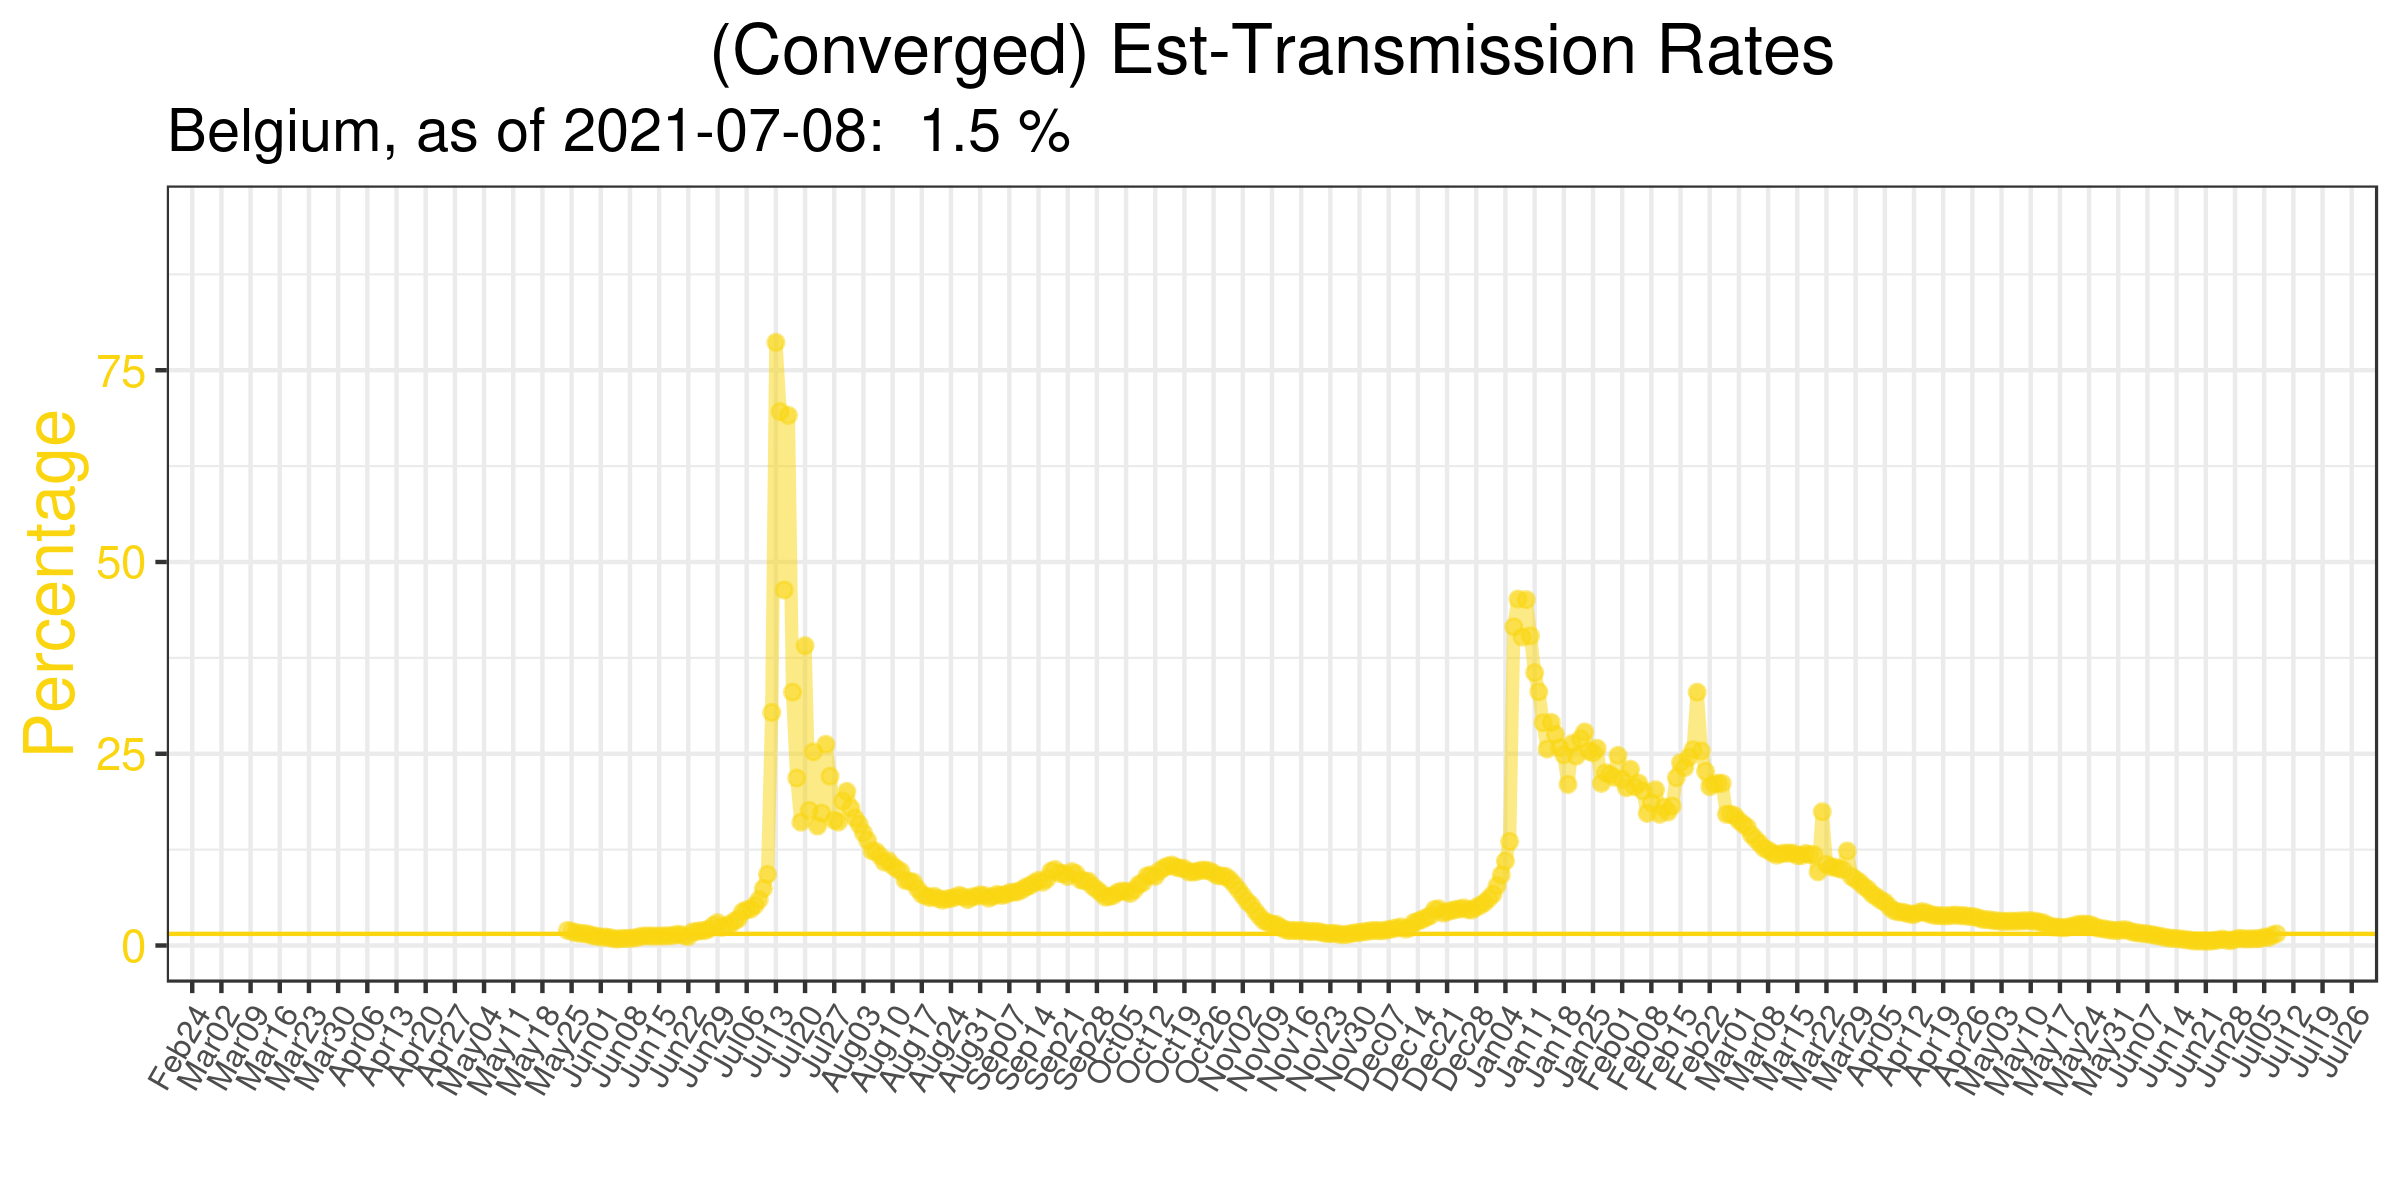 (Converged) Est-Transmission Rates
Belgium, as of 2021-07-08:  1.5 %
Percentage
75
50
25
0
Feb24
Mar02
Mar09
Mar16
Mar23
Mar30
Apr06
Apr13
Apr20
Apr27
May04
May11
May18
May25
Jun01
Jun08
Jun15
Jun22
Jun29
Jul06
Jul13
Jul20
Jul27
Aug03
Aug10
Aug17
Aug24
Aug31
Sep07
Sep14
Sep21
Sep28
Oct05
Oct12
Oct19
Oct26
Nov02
Nov09
Nov16
Nov23
Nov30
Dec07
Dec14
Dec21
Dec28
Jan04
Jan11
Jan18
Jan25
Feb01
Feb08
Feb15
Feb22
Mar01
Mar08
Mar15
Mar22
Mar29
Apr05
Apr12
Apr19
Apr26
May03
May10
May17
May24
May31
Jun07
Jun14
Jun21
Jun28
Jul05
Jul12
Jul19
Jul26